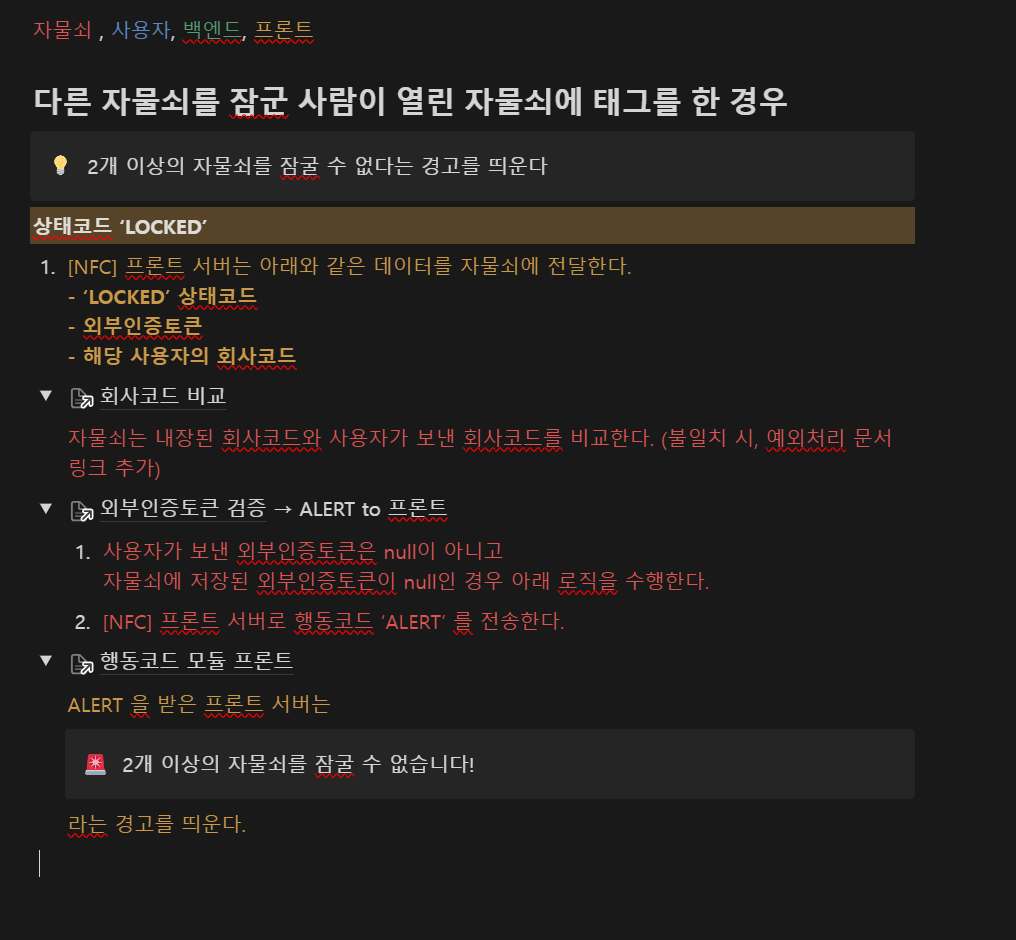 자물쇠 , 사용자, 백엔드, 프론트
다른 자물쇠를 잠군 사람이 열린 자물쇠에 태그를 한 경우
💡 2개 이상의 자물쇠를 잠굴 수 없다는 경고를 띄운다
상태코드 ‘LOCKED’
1. [NFC] 프론트 서버는 아래와 같은 데이터를 자물쇠에 전달한다.
- ‘LOCKED’ 상태코드
- 외부인증토큰
- 해당 사용자의 회사코드
회사코드 비교
자물쇠는 내장된 회사코드와 사용자가 보낸 회사코드를 비교한다. (불일치 시, 예외처리 문서
링크 추가)
외부인증토큰 검증 → ALERT to 프론트
1. 사용자가 보낸 외부인증토큰은 null이 아니고
자물쇠에 저장된 외부인증토큰이 null인 경우 아래 로직을 수행한다.
2. [NFC] 프론트 서버로 행동코드 ‘ALERT’ 를 전송한다.
행동코드 모듈 프론트
ALERT 을 받은 프론트 서버는
🚨 2개 이상의 자물쇠를 잠굴 수 없습니다!
라는 경고를 띄운다.